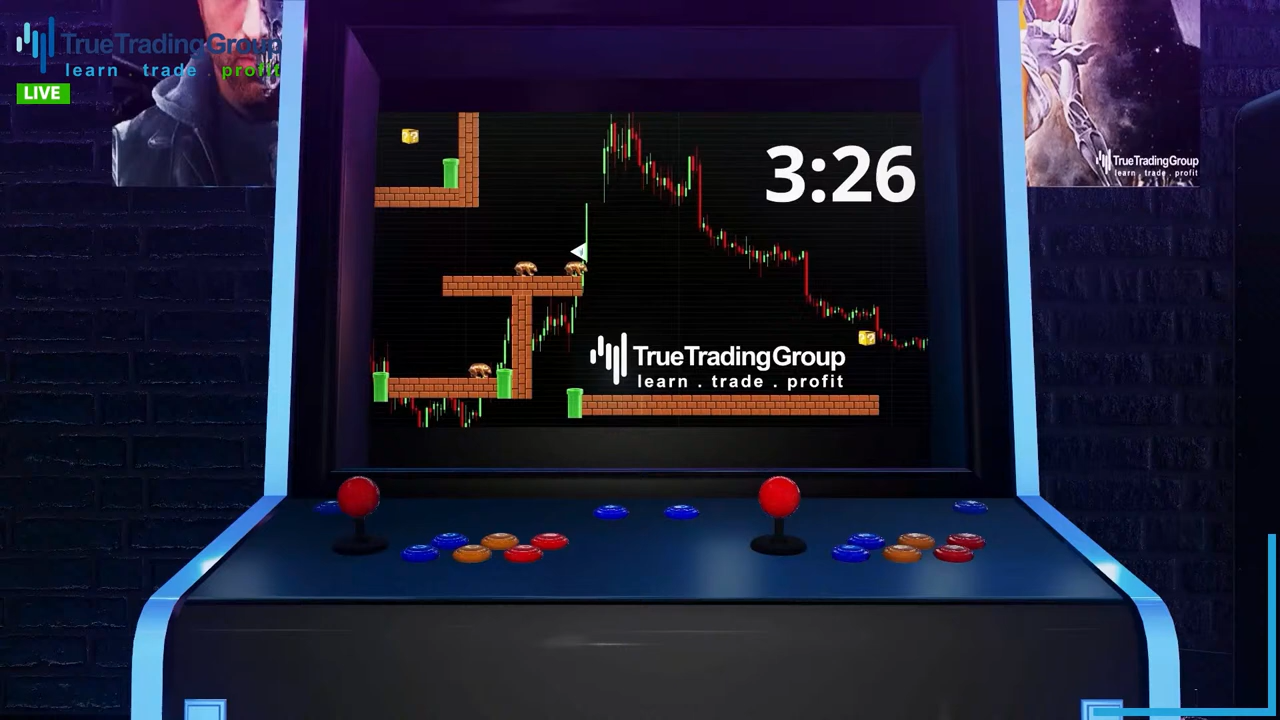 TrueTradingGroup
learn . trade . profit
LIVE
3:26
TrueTradingGroup
learn . trade . profit
TrueTradingGroup
learn . trade . profit